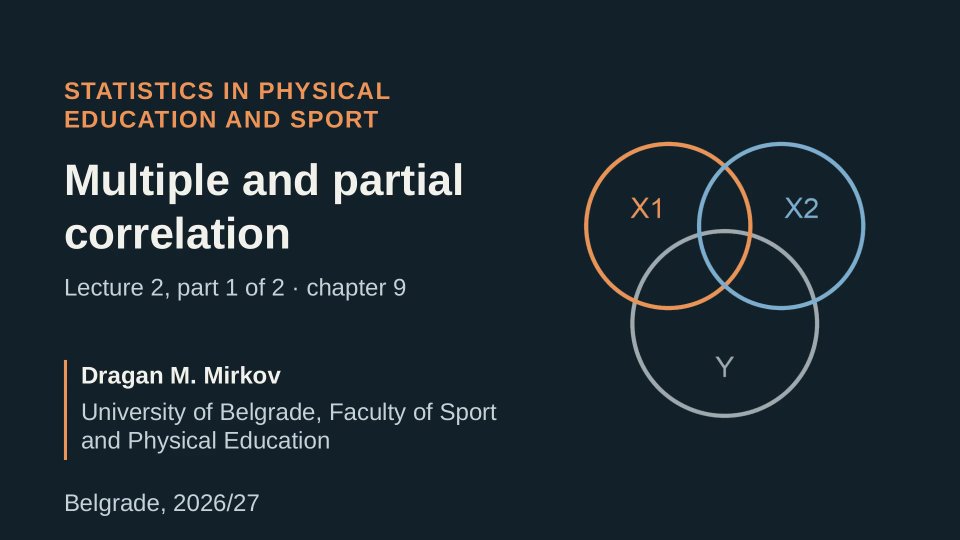 STATISTICS IN PHYSICAL
EDUCATION AND SPORT
Multiple and partial
correlation
Lecture 2, part 1 of 2 · chapter 9
Dragan M. Mirkov
University of Belgrade, Faculty of Sport
and Physical Education
Belgrade, 2026/27
X1
X2
Y